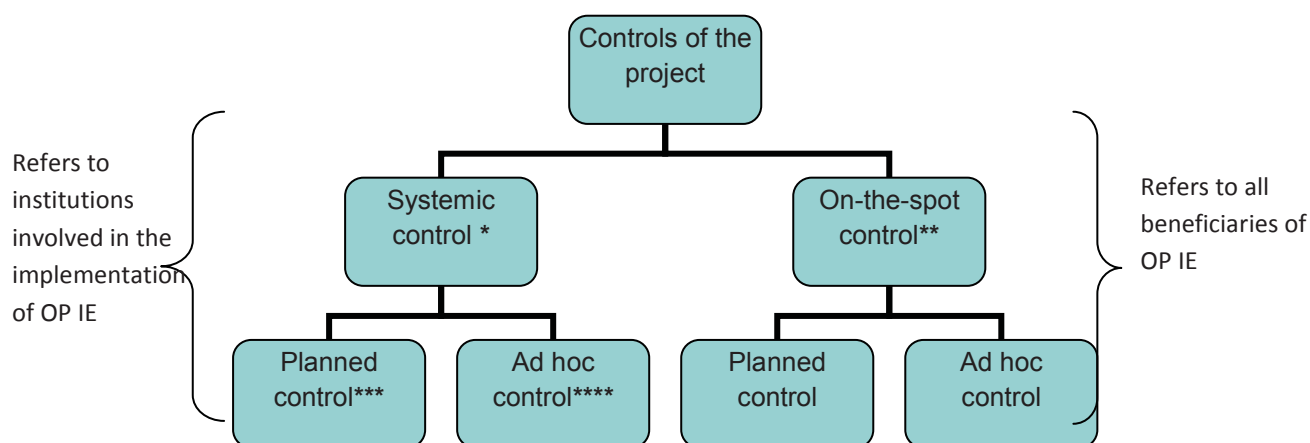 Controls of the
project
Refers to
institutions
involved in the
implementation
of OP IE
Systemic
control *
On-the-spot
control**
Refers to all
beneficiaries of
OP IE
Planned
control***
Ad hoc
control****
Planned
control
Ad hoc
control